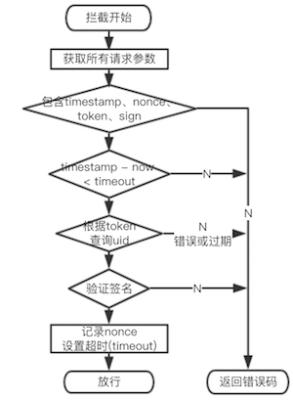 拦截开始
获取所有请求参数
包含timestamp、nonce、
token、sign
timestamp - now
< timeout
N
根据token
查询uid
N
错误或过期
N
验证签名
N
记录nonce
设置超时(timeout)
放行
返回错误码